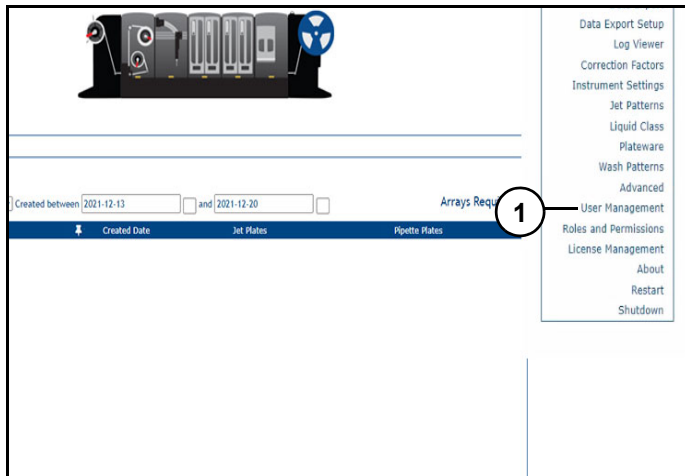 Data Export Setup
Log Viewer
Correction Factors
Instrument Settings
Jet Patterns
Liquid Class
Plateware
Wash Patterns
Advanced
User Management
Roles and Permissions
License Management
About
Restart
Shutdown
Created between 2021-12-13 and 2021-12-20 Arrays Requ
1
Created Date Jet Plates Pipette Plates